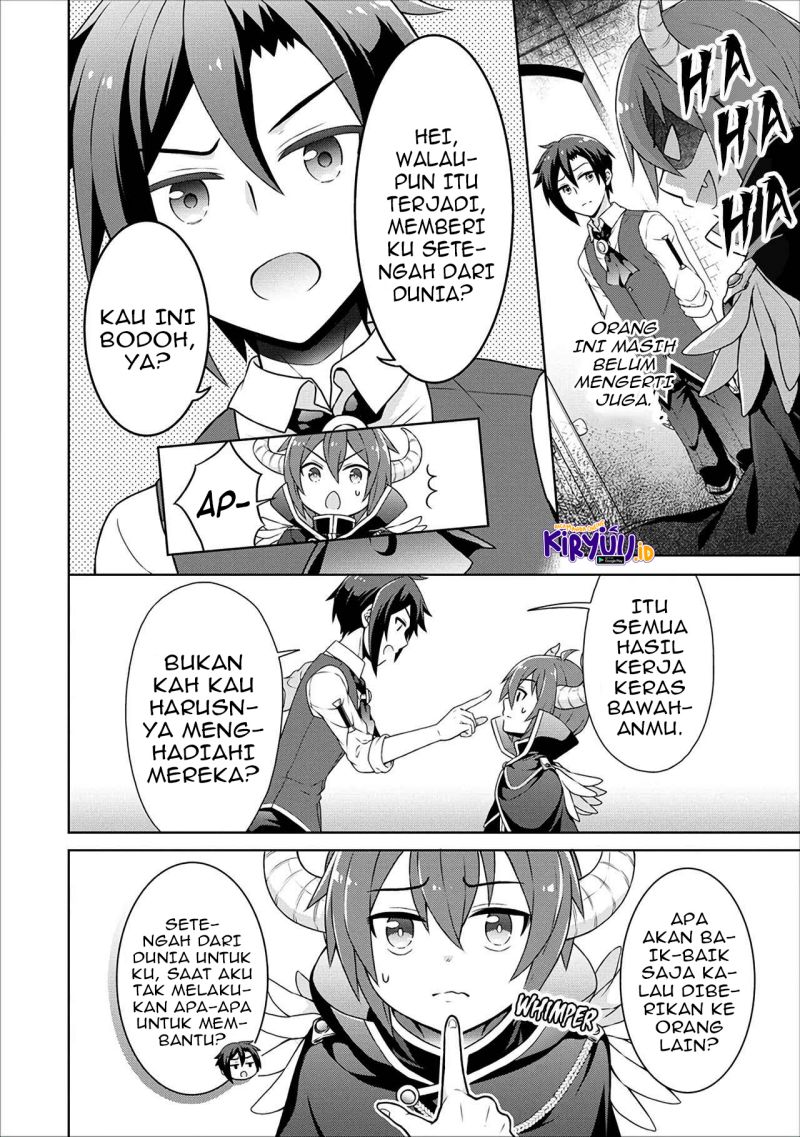 HA
HA
HA
ORANG
INI MASIH
BELUM
MENGERTI
JUGA.
HEI,
WALAU-
PUN ITU
TERJADI,
MEMBERI
KU SETE-
NGAH DARI
DUNIA?
KAU INI
BODOH,
YA?
AP-
KIRYUU.ID
ITU
SEMUA
HASIL
KERJA
KERAS
BAWAH-
ANMU.
BUKAN
KAH KAU
HARUSN-
YA MENG-
HADIAHI
MEREKA?
APA
AKAN BA-
IK-BAIK
SAJA KA-
LAU DIBE-
RIKAN KE
ORANG
LAIN?
WHIMPER
SETE-
NGAH DARI
DUNIA UNTUK
KU, SAAT AKU
TAK MELAKU-
KAN APA-APA
UNTUK MEM-
BANTU?